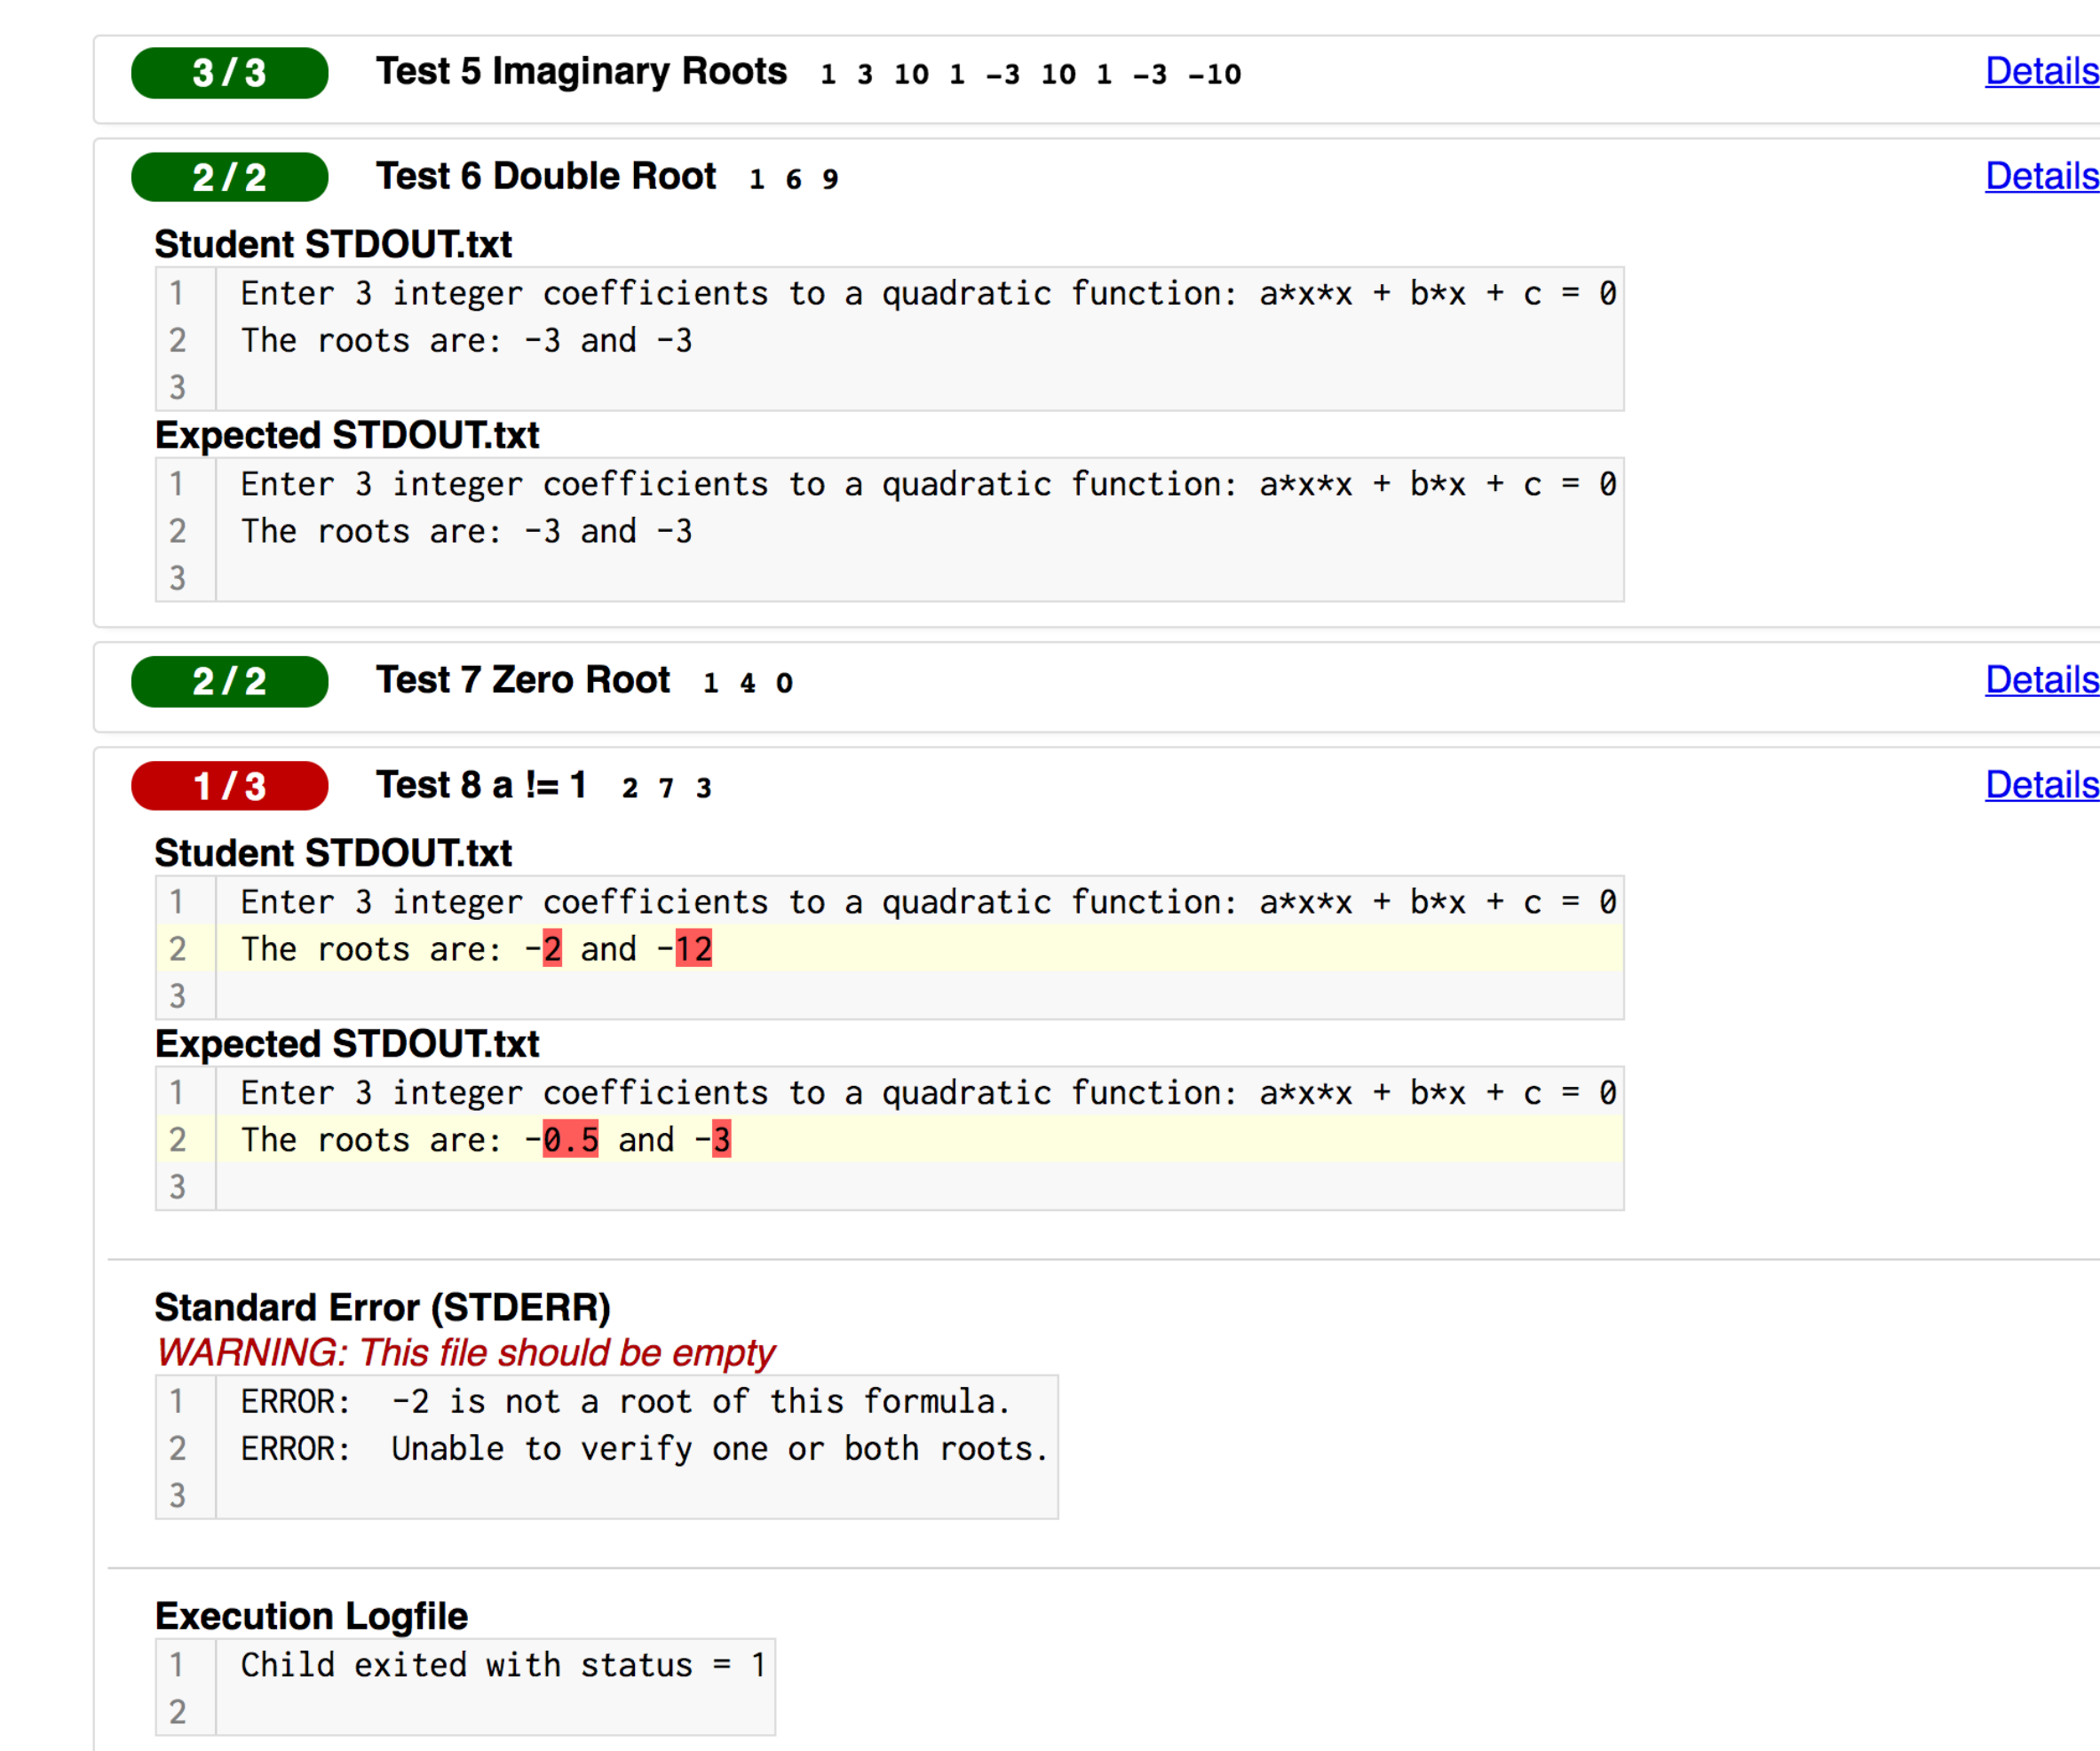 3 / 3 Test 5 Imaginary Roots 1 3 10 1 -3 10 1 -3 -10 Details
2 / 2 Test 6 Double Root 1 6 9 Details
Student STDOUT.txt
1 Enter 3 integer coefficients to a quadratic function: a*x*x + b*x + c = 0
2 The roots are: -3 and -3
3
Expected STDOUT.txt
1 Enter 3 integer coefficients to a quadratic function: a*x*x + b*x + c = 0
2 The roots are: -3 and -3
3
2 / 2 Test 7 Zero Root 1 4 0 Details
1 / 3 Test 8 a != 1 2 7 3 Details
Student STDOUT.txt
1 Enter 3 integer coefficients to a quadratic function: a*x*x + b*x + c = 0
2 The roots are: -2 and -12
3
Expected STDOUT.txt
1 Enter 3 integer coefficients to a quadratic function: a*x*x + b*x + c = 0
2 The roots are: -0.5 and -3
3
Standard Error (STDERR)
WARNING: This file should be empty
1 ERROR:  -2 is not a root of this formula.
2 ERROR:  Unable to verify one or both roots.
3
Execution Logfile
1 Child exited with status = 1
2